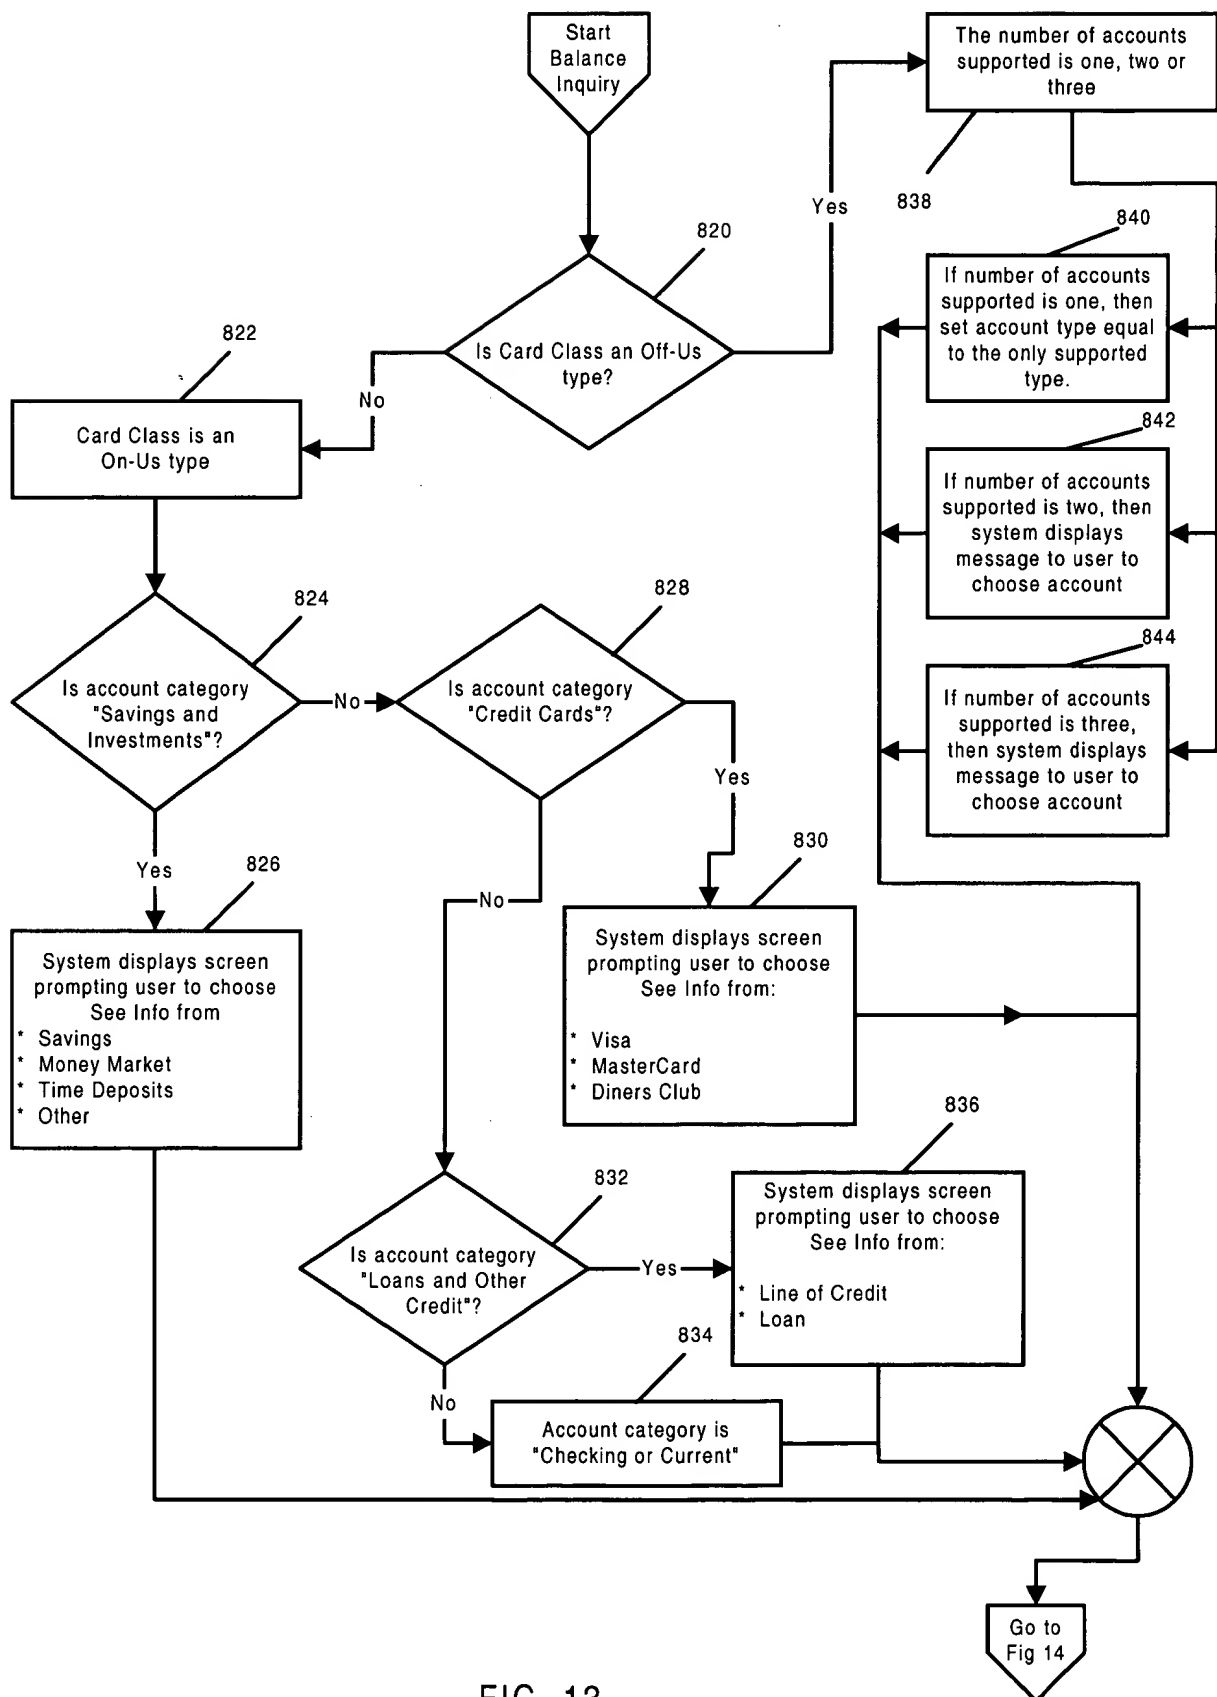 Start
Balance
Inquiry
The number of accounts
supported is one, two or
three
838
Yes
820
Is Card Class an Off-Us
type?
No
822
Card Class is an
On-Us type
840
If number of accounts
supported is one, then
set account type equal
to the only supported
type.
842
If number of accounts
supported is two, then
system displays
message to user to
choose account
844
If number of accounts
supported is three,
then system displays
message to user to
choose account
824
Is account category
"Savings and
Investments"?
No
828
Is account category
"Credit Cards"?
Yes
Yes
No
826
System displays screen
prompting user to choose
See Info from
* Savings
* Money Market
* Time Deposits
* Other
830
System displays screen
prompting user to choose
See Info from:
* Visa
* MasterCard
* Diners Club
832
Is account category
"Loans and Other
Credit"?
Yes
836
System displays screen
prompting user to choose
See Info from:
* Line of Credit
* Loan
No
834
Account category is
"Checking or Current"
Go to
Fig 14